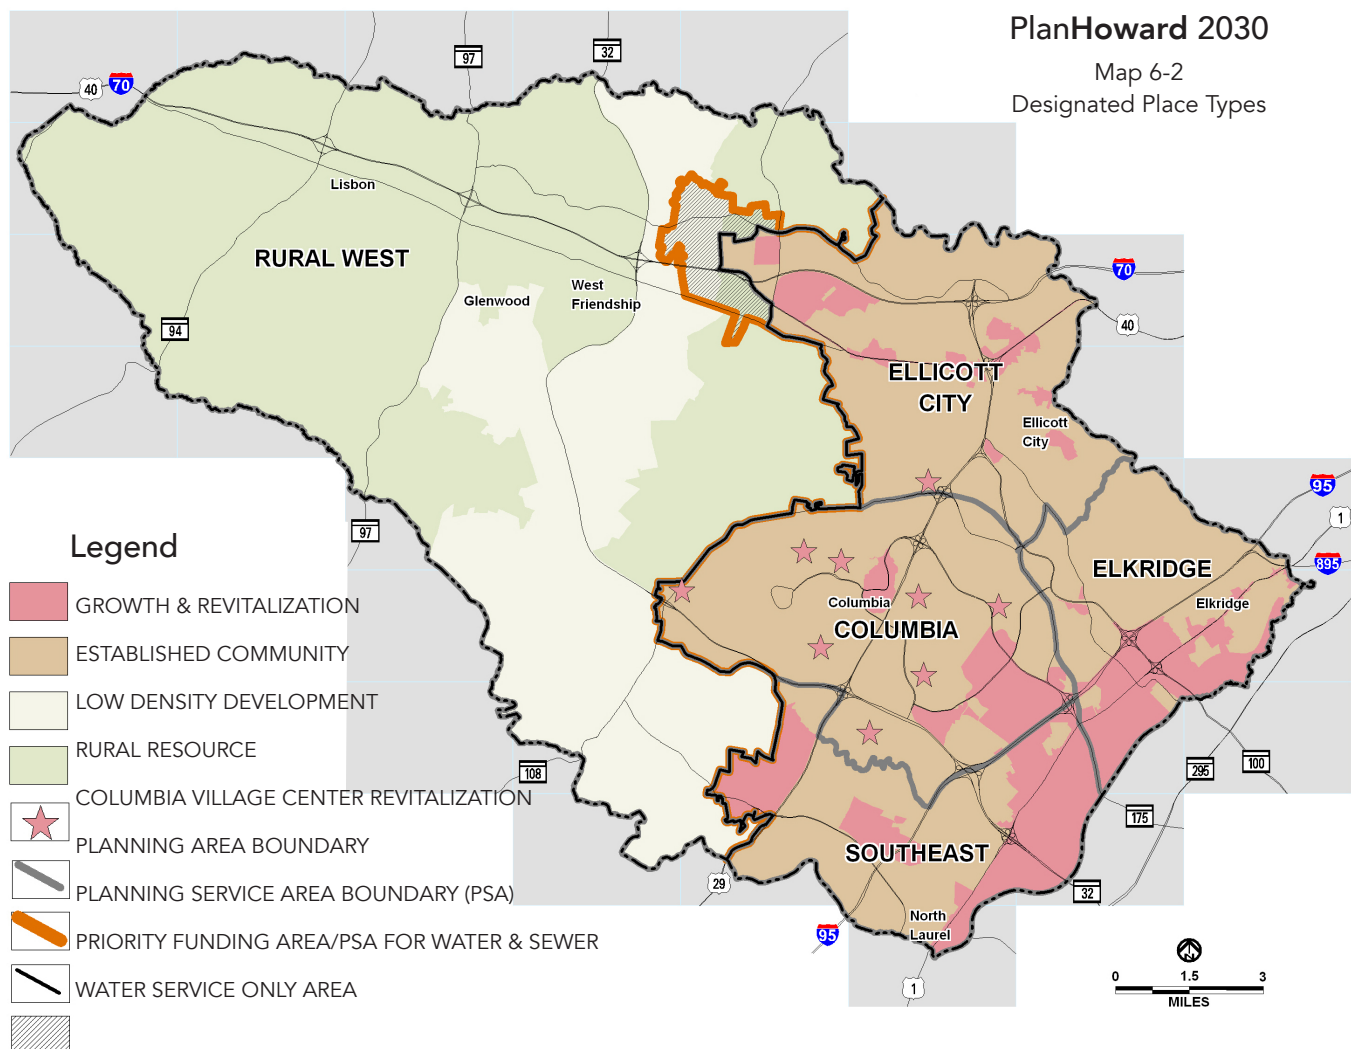 PlanHoward 2030
Map 6-2
Designated Place Types
97
32
40
70
Lisbon
RURAL WEST
70
West
Friendship
Glenwood
40
94
ELLICOTT
CITY
Ellicott
City
95
1
97
895
ELKRIDGE
Columbia
Elkridge
COLUMBIA
Legend
GROWTH & REVITALIZATION
ESTABLISHED COMMUNITY
LOW DENSITY DEVELOPMENT
RURAL RESOURCE
COLUMBIA VILLAGE CENTER REVITALIZATION
PLANNING AREA BOUNDARY
PLANNING SERVICE AREA BOUNDARY (PSA)
PRIORITY FUNDING AREA/PSA FOR WATER & SEWER
WATER SERVICE ONLY AREA
108
295
100
175
SOUTHEAST
29
32
North
Laurel
95
1
N
0 1.5 3
MILES